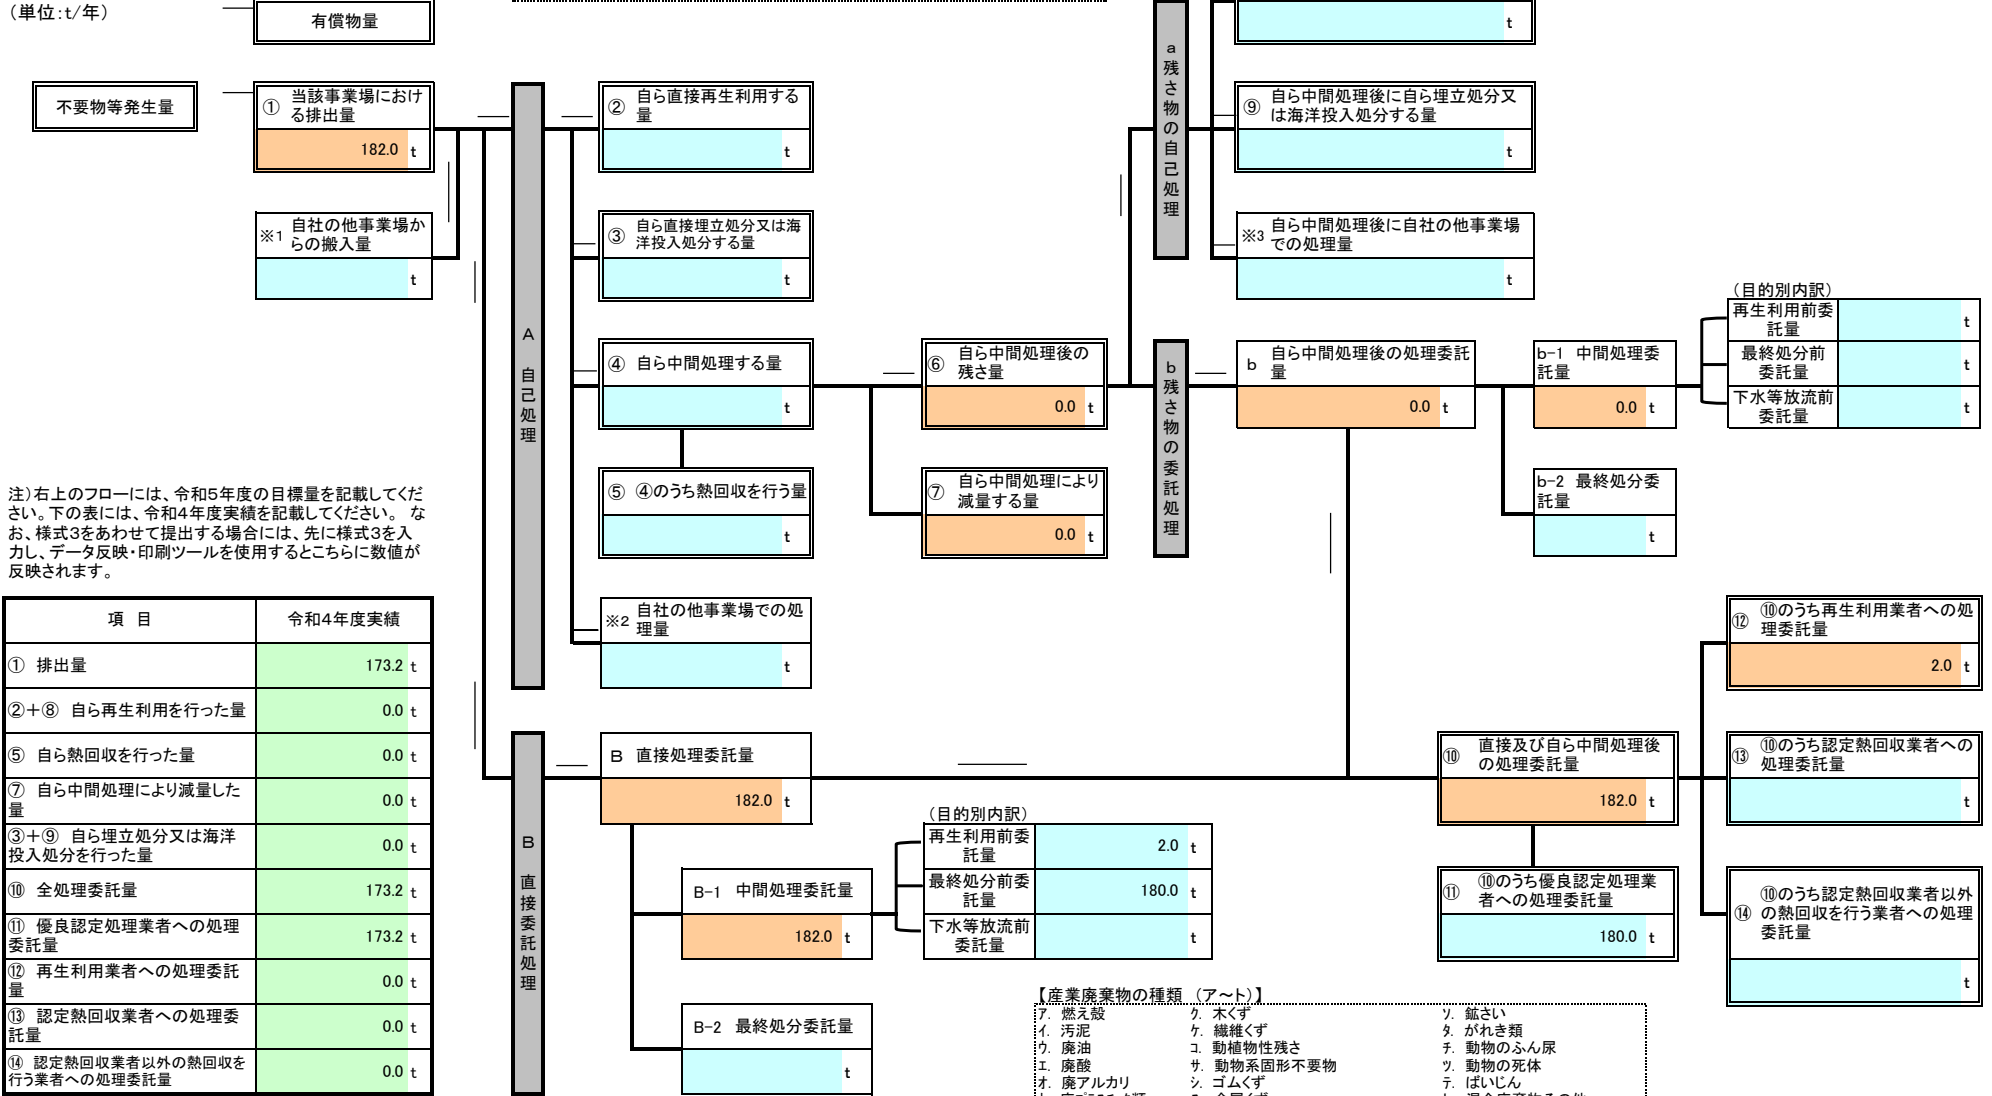 (単位:t/年)
有償物量
t
不要物等発生量
① 当該事業場におけ
る排出量
182.0 t
※1 自社の他事業場か
らの搬入量
t
A 自己処理
② 自ら直接再生利用する
量
t
③ 自ら直接埋立処分又は海
洋投入処分する量
t
④ 自ら中間処理する量
t
⑤ ④のうち熱回収を行う量
t
※2 自社の他事業場での処
理量
t
⑥ 自ら中間処理後の
残さ量
0.0 t
⑦ 自ら中間処理により
減量する量
0.0 t
a 残さ物の自己処理
⑨ 自ら中間処理後に自ら埋立処分又
は海洋投入処分する量
t
※3 自ら中間処理後に自社の他事業場
での処理量
t
b 残さ物の委託処理
b 自ら中間処理後の処理委託
量
0.0 t
b-1 中間処理委
託量
0.0 t
b-2 最終処分委
託量
t
(目的別内訳)
再生利用前委
託量
t
最終処分前
委託量
t
下水等放流前
委託量
t
注)右上のフローには、令和5年度の目標量を記載してくだ
さい。下の表には、令和4年度実績を記載してください。 な
お、様式3をあわせて提出する場合には、先に様式3を入
力し、データ反映・印刷ツールを使用するとこちらに数値が
反映されます。
項 目 令和4年度実績
① 排出量 173.2 t
②+⑧ 自ら再生利用を行った量 0.0 t
⑤ 自ら熱回収を行った量 0.0 t
⑦ 自ら中間処理により減量した
量 0.0 t
③+⑨ 自ら埋立処分又は海洋
投入処分を行った量 0.0 t
⑩ 全処理委託量 173.2 t
⑪ 優良認定処理業者への処理
委託量 173.2 t
⑫ 再生利用業者への処理委託
量 0.0 t
⑬ 認定熱回収業者への処理委
託量 0.0 t
⑭ 認定熱回収業者以外の熱回収を
行う業者への処理委託量 0.0 t
B 直接委託処理
B 直接処理委託量
182.0 t
B-1 中間処理委託量
182.0 t
B-2 最終処分委託量
t
(目的別内訳)
再生利用前委
託量
2.0 t
最終処分前委
託量
180.0 t
下水等放流前
委託量
t
⑩ 直接及び自ら中間処理後
の処理委託量
182.0 t
⑪ ⑩のうち優良認定処理業
者への処理委託量
180.0 t
⑫ ⑩のうち再生利用業者への処
理委託量
2.0 t
⑬ ⑩のうち認定熱回収業者への
処理委託量
t
⑭ ⑩のうち認定熱回収業者以外
の熱回収を行う業者への処理
委託量
t
【産業廃棄物の種類 (ア~ト)】
ア. 燃え殻 ク. 木くず ソ. 鉱さい
イ. 汚泥 ケ. 繊維くず タ. がれき類
ウ. 廃油 コ. 動植物性残さ チ. 動物のふん尿
エ. 廃酸 サ. 動物系固形不要物 ツ. 動物の死体
オ. 廃アルカリ シ. ゴムくず テ. ばいじん